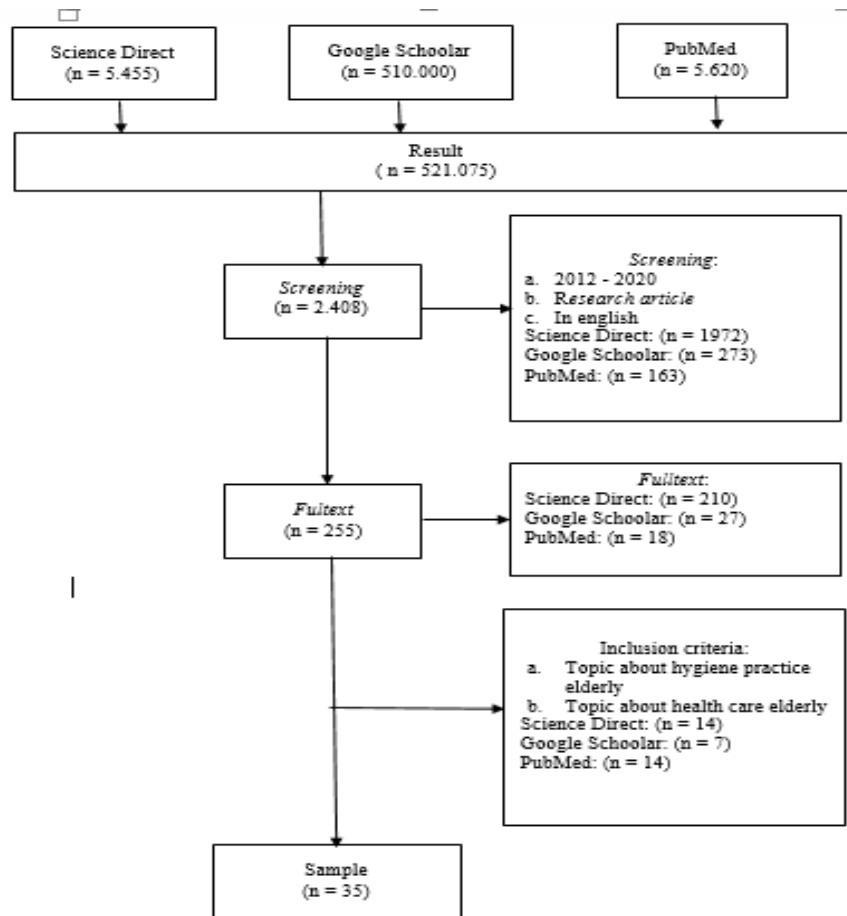 Science Direct
(n = 5.455)
Google Schoolar
(n = 510.000)
PubMed
(n = 5.620)
Result
( n = 521.075)
Screening
(n = 2.408)
Screening:
a. 2012 - 2020
b. Research article
c. In english
Science Direct: (n = 1972)
Google Schoolar: (n = 273)
PubMed: (n = 163)
Fultext
(n = 255)
Fulltext:
Science Direct: (n = 210)
Google Schoolar: (n = 27)
PubMed: (n = 18)
Inclusion criteria:
a. Topic about hygiene practice
elderly
b. Topic about health care elderly
Science Direct: (n = 14)
Google Schoolar: (n = 7)
PubMed: (n = 14)
Sample
(n = 35)